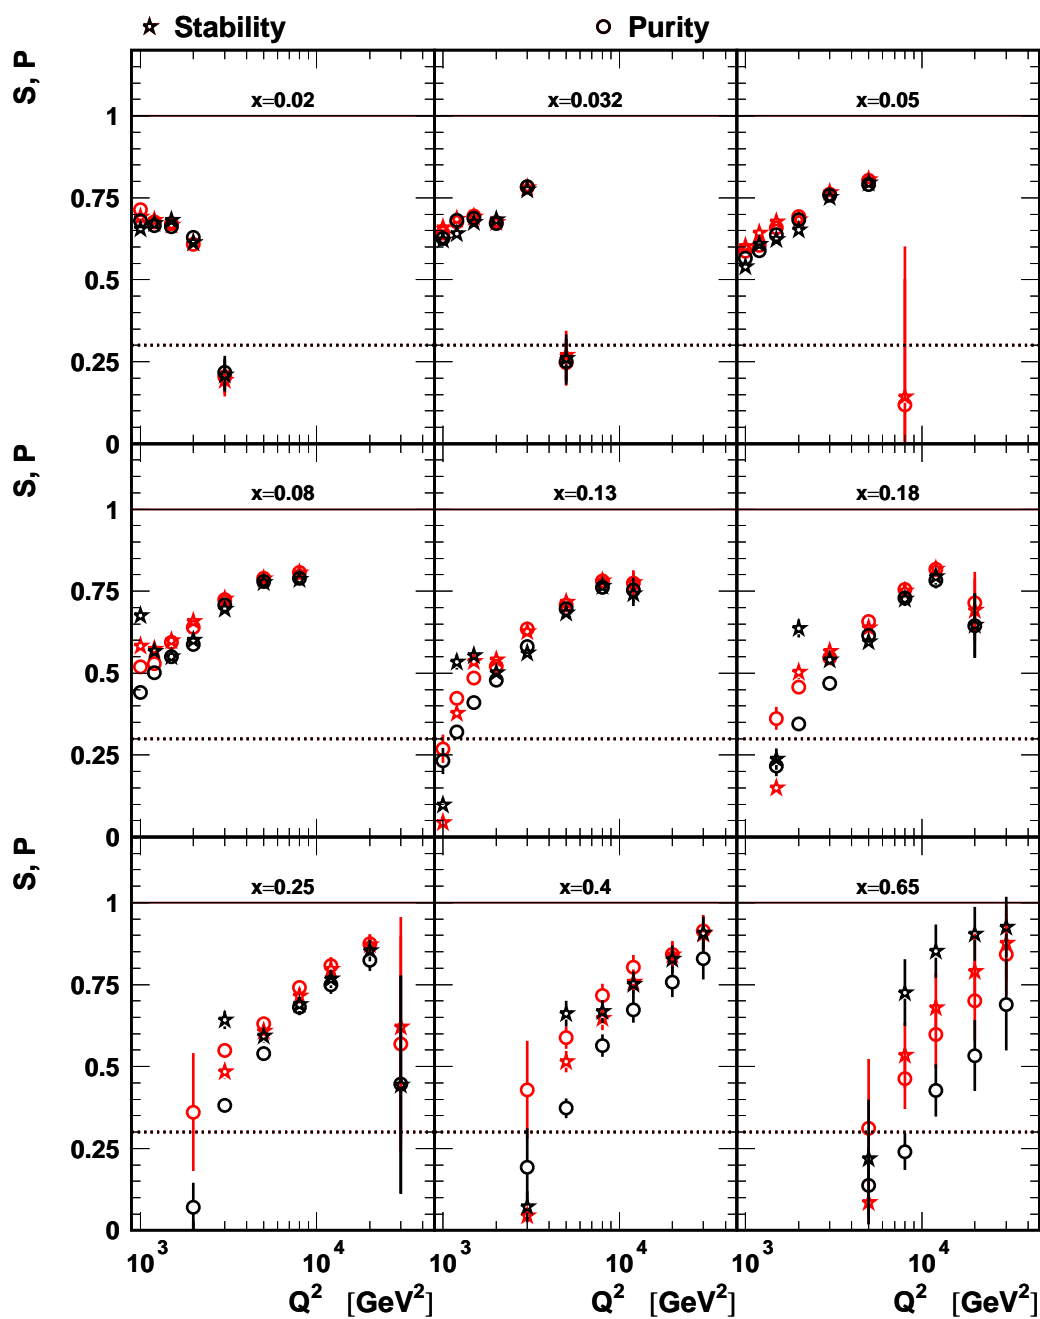 Stability Purity
S, P
x=0.02 x=0.032 x=0.05
1
0.75
0.5
0.25
0
S, P
x=0.08 x=0.13 x=0.18
1
0.75
0.5
0.25
0
S, P
x=0.25 x=0.4 x=0.65
1
0.75
0.5
0.25
0
10³ 10⁴ 10³ 10⁴ 10³ 10⁴
Q² [GeV²] Q² [GeV²] Q² [GeV²]